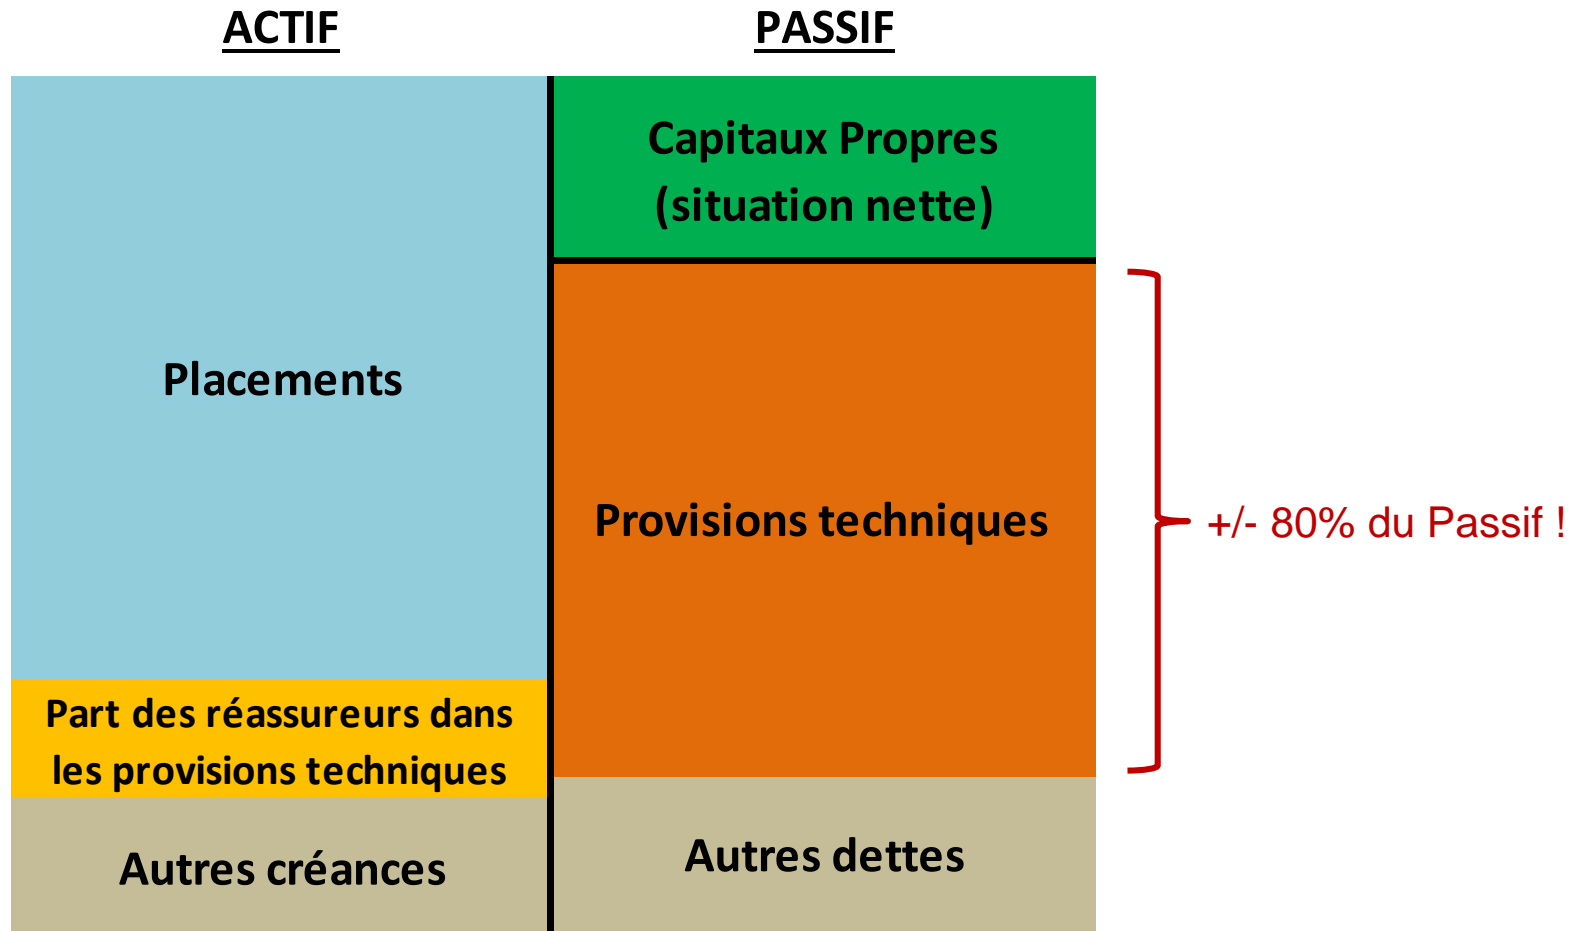 ACTIF
PASSIF
Placements
Part des réassureurs dans
les provisions techniques
Autres créances
Capitaux Propres
(situation nette)
Provisions techniques
Autres dettes
+/- 80% du Passif !